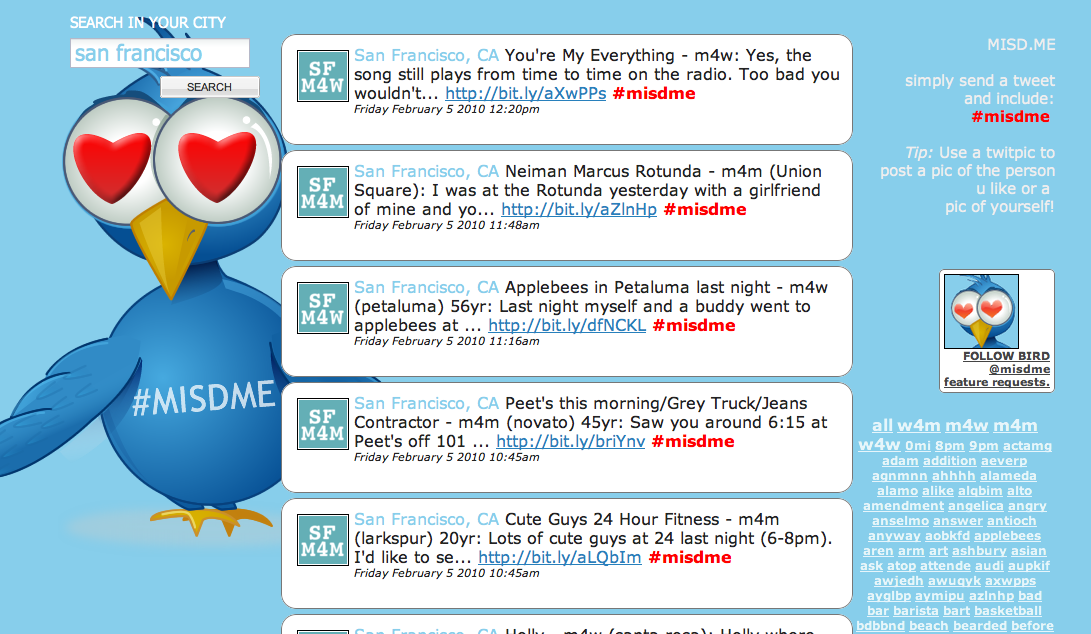 SEARCH IN YOUR CITY
san francisco
SEARCH
#MISDME
SF
M4W
San Francisco, CA You're My Everything - m4w: Yes, the
song still plays from time to time on the radio. Too bad you
wouldn't... http://bit.ly/aXwPPs #misdme
Friday February 5 2010 12:20pm
SF
M4M
San Francisco, CA Neiman Marcus Rotunda - m4m (Union
Square): I was at the Rotunda yesterday with a girlfriend
of mine and yo... http://bit.ly/aZlnHp #misdme
Friday February 5 2010 11:48am
SF
M4W
San Francisco, CA Applebees in Petaluma last night - m4w
(petaluma) 56yr: Last night myself and a buddy went to
applebees at ... http://bit.ly/dfNCKL #misdme
Friday February 5 2010 11:16am
SF
M4M
San Francisco, CA Peet's this morning/Grey Truck/Jeans
Contractor - m4m (novato) 45yr: Saw you around 6:15 at
Peet's off 101 ... http://bit.ly/briYnv #misdme
Friday February 5 2010 10:45am
SF
M4M
San Francisco, CA Cute Guys 24 Hour Fitness - m4m
(larkspur) 20yr: Lots of cute guys at 24 last night (6-8pm).
I'd like to se... http://bit.ly/aLQbIm #misdme
Friday February 5 2010 10:45am
San Francisco, CA Holly - m4w (santa rosa): Holly where
MISD.ME
simply send a tweet
and include:
#misdme
Tip: Use a twitpic to
post a pic of the person
u like or a
pic of yourself!
FOLLOW BIRD
@misdme
feature requests.
all w4m m4w m4m
w4w 0mi 8pm 9pm actamg
adam addition aeverp
agnmnn ahhhh alameda
alamo alike alqbim alto
amendment angelica angry
anselmo answer antioch
anyway aobkfd applebees
aren arm art ashbury asian
ask atop attende audi aupkif
awjedh awuqyk axwpps
ayglbp aymipu azlnhp bad
bar barista bart basketball
bdbbnd beach bearded before